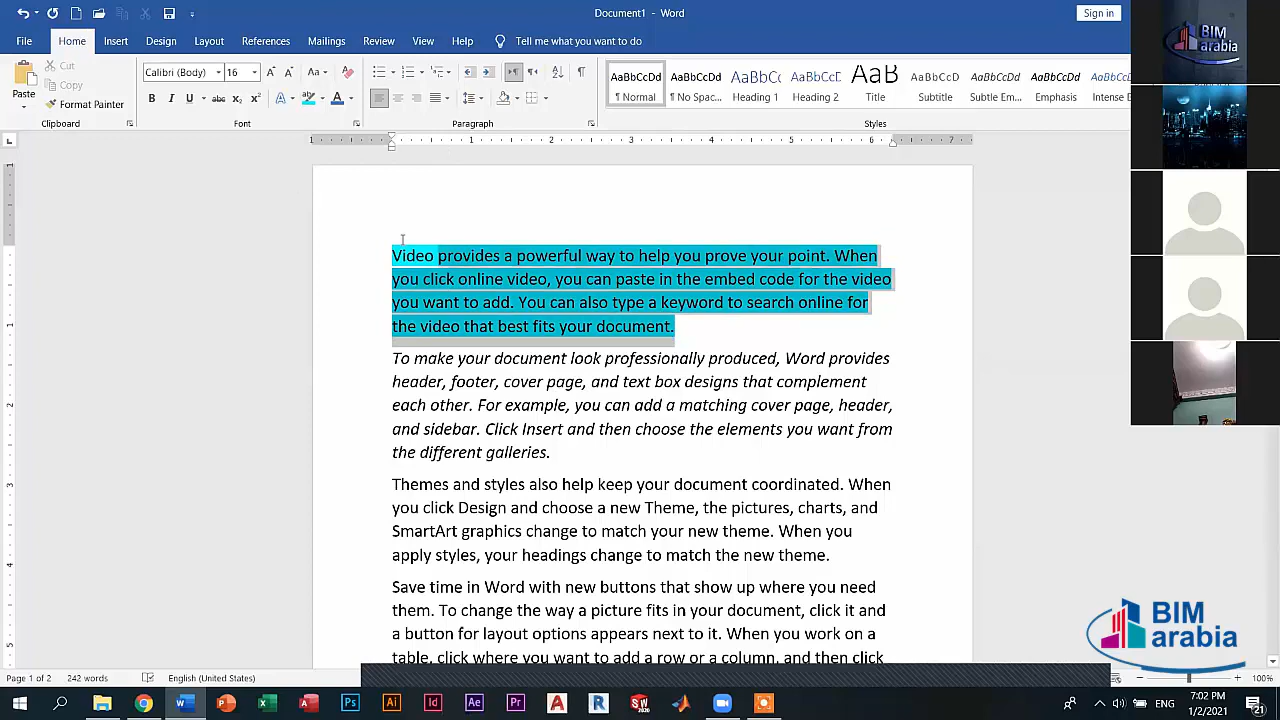 Document1 - Word
Sign in
File Home Insert Design Layout References Mailings Review View Help Tell me what you want to do
Paste
Cut
Copy
Format Painter
Clipboard
Calibri (Body) 16
Font
Paragraph
AaBbCcDd AaBbCcDd AaBbCc AaBbCcC AaB AaBbCcD AaBbCcDd AaBbCcDd
¶ Normal ¶ No Spac... Heading 1 Heading 2 Title Subtitle Subtle Em... Emphasis Intense E
Styles
BIM
arabia
Video provides a powerful way to help you prove your point. When
you click online video, you can paste in the embed code for the video
you want to add. You can also type a keyword to search online for
the video that best fits your document.
To make your document look professionally produced, Word provides
header, footer, cover page, and text box designs that complement
each other. For example, you can add a matching cover page, header,
and sidebar. Click Insert and then choose the elements you want from
the different galleries.
Themes and styles also help keep your document coordinated. When
you click Design and choose a new Theme, the pictures, charts, and
SmartArt graphics change to match your new theme. When you
apply styles, your headings change to match the new theme.
Save time in Word with new buttons that show up where you need
them. To change the way a picture fits in your document, click it and
a button for layout options appears next to it. When you work on a
table, click where you want to add a row or a column, and then click
BIM
arabia
Page 1 of 2 242 words English (United States) 100%
ENG
7:02 PM
1/2/2021
21